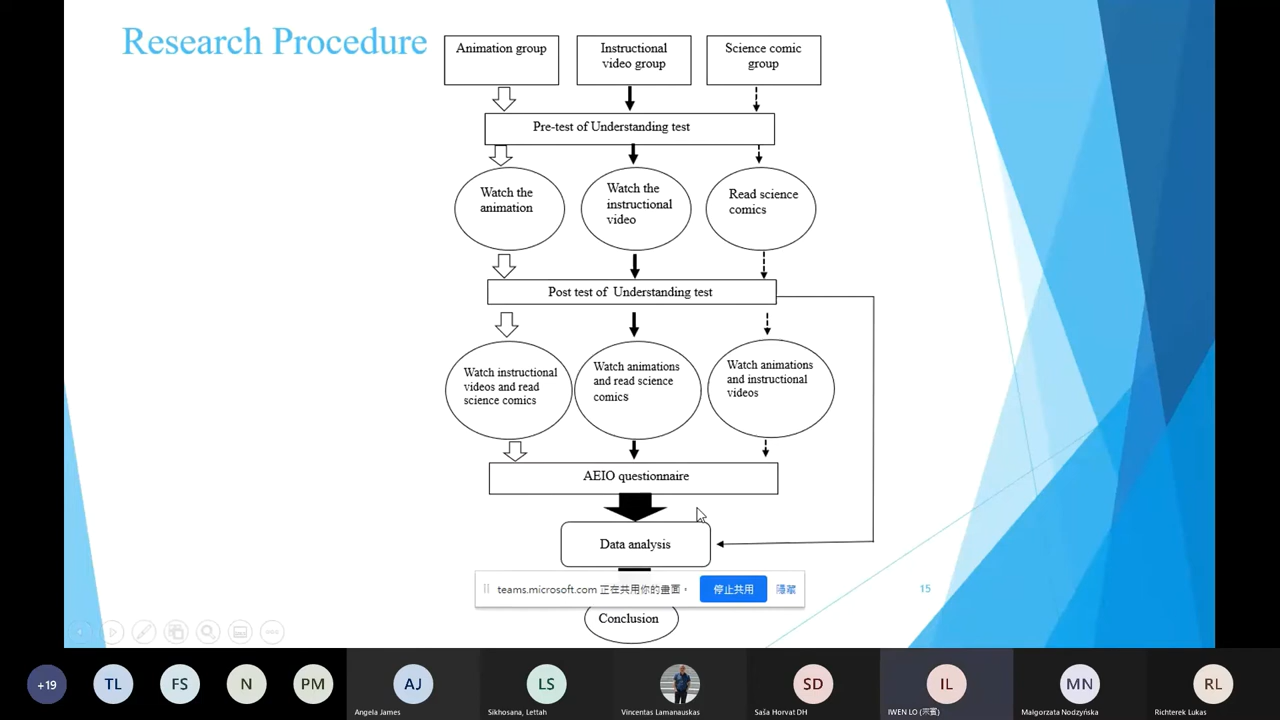 Research Procedure
Animation group
Instructional
video group
Science comic
group
Pre-test of Understanding test
Watch the
animation
Watch the
instructional
video
Read science
comics
Post test of Understanding test
Watch instructional
videos and read
science comics
Watch animations
and read science
comics
Watch animations
and instructional
videos
AEIO questionnaire
Data analysis
teams.microsoft.com 正在共用你的畫面。
停止共用
隱藏
15
Conclusion
+19
TL
FS
N
PM
AJ
LS
SD
IL
MN
RL
Angela James
Sikhosana, Lettah
Vincentas Lamanauskas
Saša Horvat DH
IWEN LO (宗賓)
Małgorzata Nodzyńska
Richterek Lukas